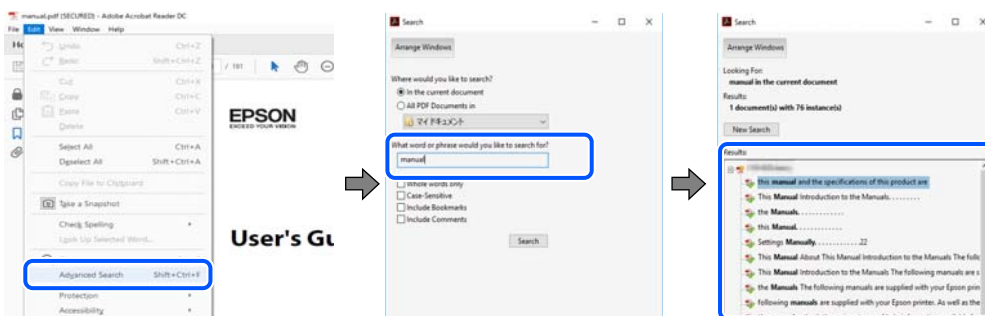 manual.pdf (SECURED) - Adobe Acrobat Reader DC
File Edit View Window Help
Undo Ctrl+Z
Redo Shift+Ctrl+Z
Cut Ctrl+X
Copy Ctrl+C
Paste Ctrl+V
Delete
Select All Ctrl+A
Deselect All Shift+Ctrl+A
Copy File to Clipboard
Take a Snapshot
Check Spelling
Look Up Selected Word...
Advanced Search Shift+Ctrl+F
Protection
Accessibility
/ 191
EPSON
EXCEED YOUR VISION
User's Gu
Search
Arrange Windows
Where would you like to search?
In the current document
All PDF Documents in
マイ ドキュメント
What word or phrase would you like to search for?
manual
Whole words only
Case-Sensitive
Include Bookmarks
Include Comments
Search
Search
Arrange Windows
Looking For:
manual in the current document
Results:
1 document(s) with 76 instance(s)
New Search
Results:
this manual and the specifications of this product are
This Manual Introduction to the Manuals. . . . . . . . .
the Manuals. . . . . . . . . . . . .
this Manual. . . . . . . . . . . . .
Settings Manually. . . . . . . . . . . . .22
This Manual About This Manual Introduction to the Manuals The follo
This Manual Introduction to the Manuals The following manuals are s
the Manuals The following manuals are supplied with your Epson prin
following manuals are supplied with your Epson printer. As well as the